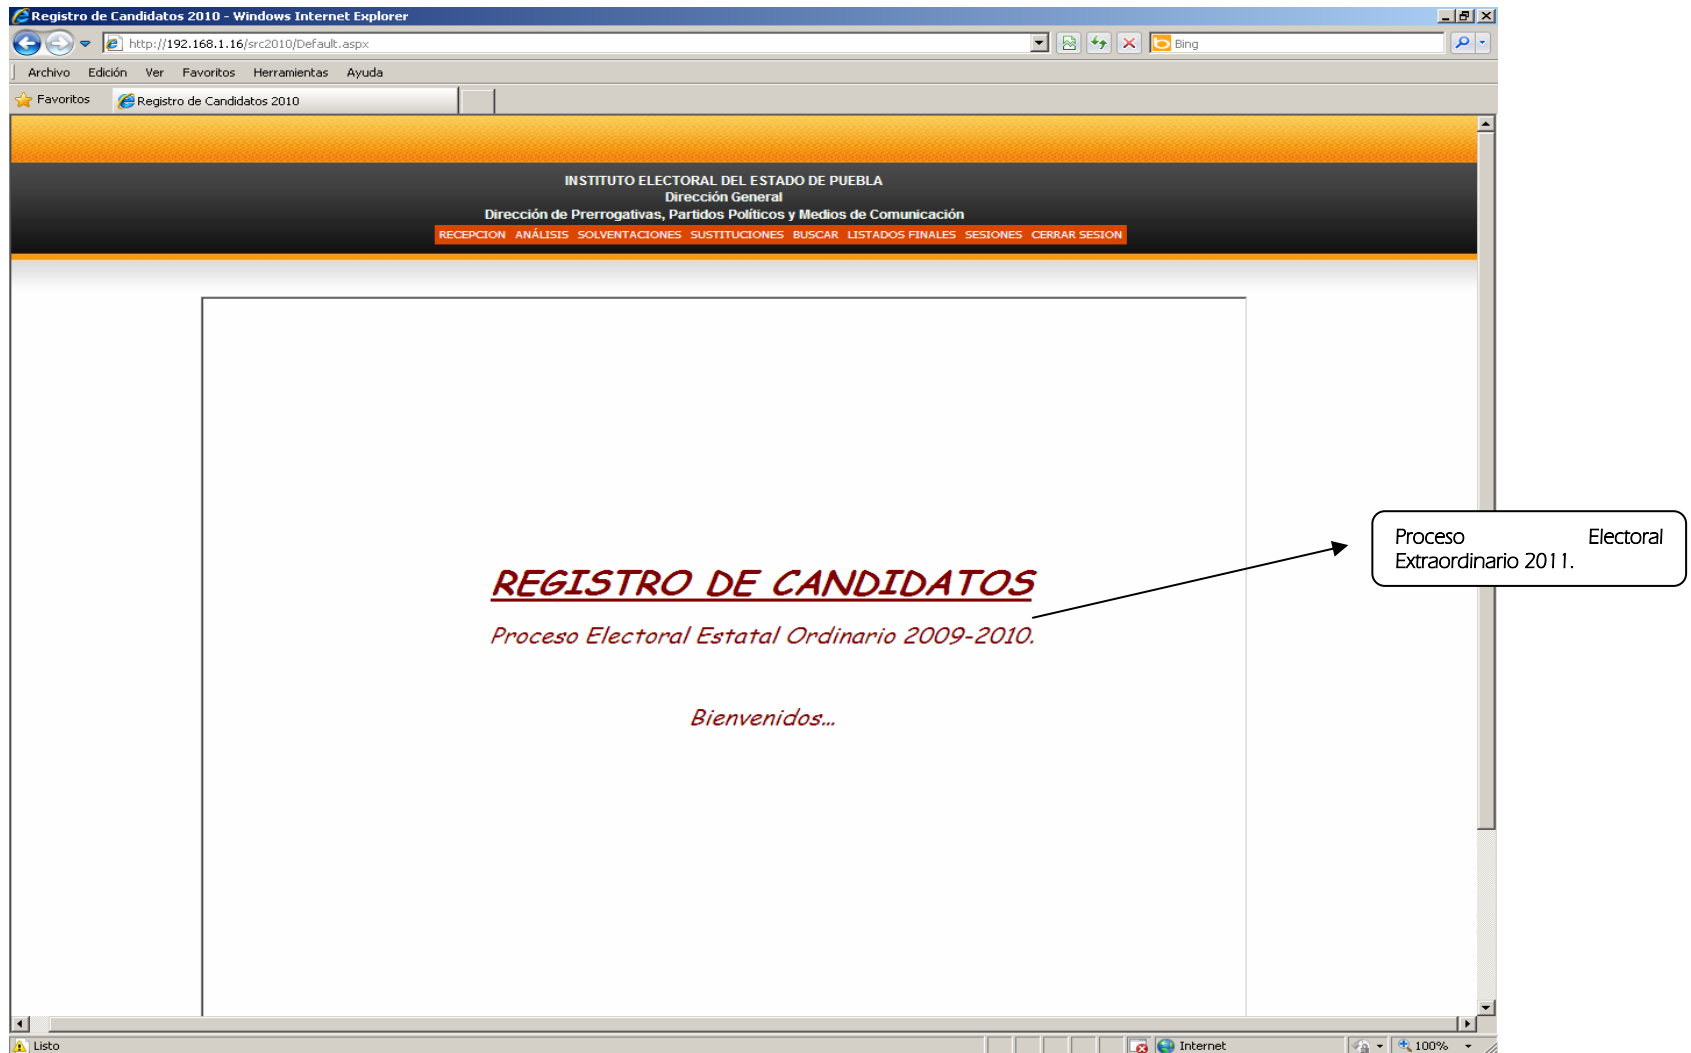 Registro de Candidatos 2010 - Windows Internet Explorer
http://192.168.1.16/src2010/Default.aspx
Bing
Archivo Edición Ver Favoritos Herramientas Ayuda
Favoritos
Registro de Candidatos 2010
INSTITUTO ELECTORAL DEL ESTADO DE PUEBLA
Dirección General
Dirección de Prerrogativas, Partidos Políticos y Medios de Comunicación
RECEPCION ANÁLISIS SOLVENTACIONES SUSTITUCIONES BUSCAR LISTADOS FINALES SESIONES CERRAR SESION
Proceso Electoral
Extraordinario 2011.
REGISTRO DE CANDIDATOS
Proceso Electoral Estatal Ordinario 2009-2010.
Bienvenidos...
Listo
Internet
100%